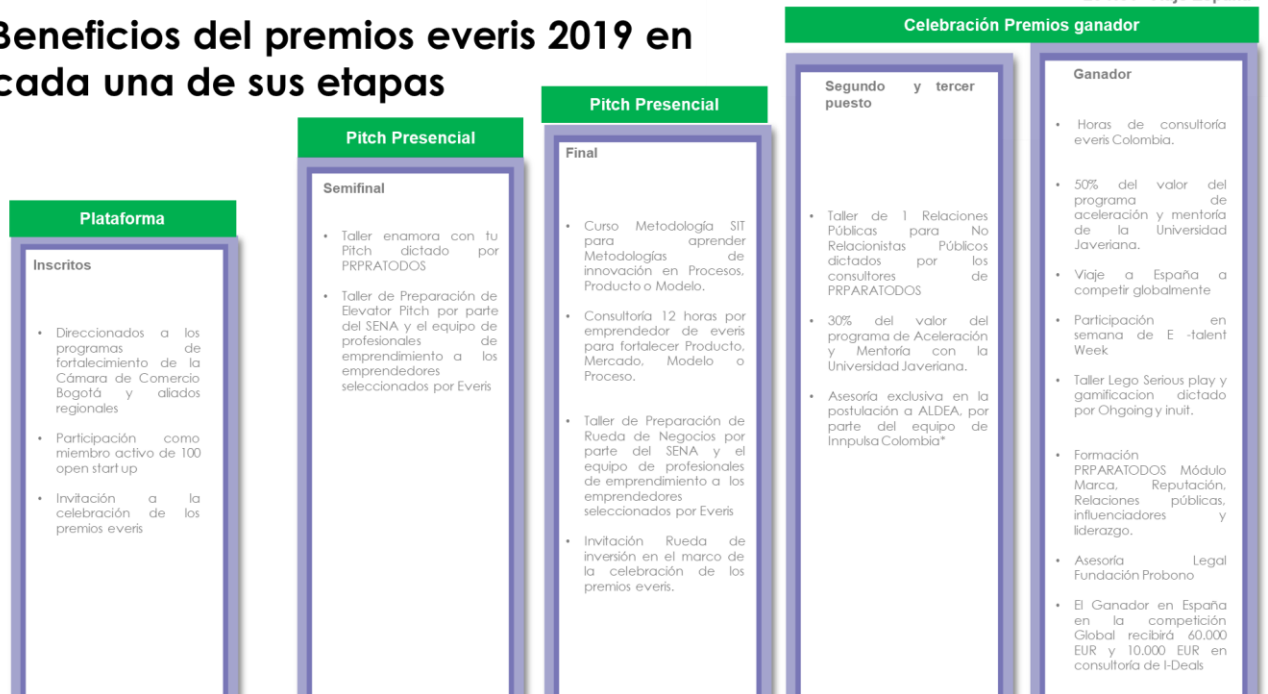 Beneficios del premios everis 2019 en
cada una de sus etapas
Plataforma
Inscritos
• Direccionados a los
programas de
fortalecimiento de la
Cámara de Comercio
Bogotá y aliados
regionales
• Participación como
miembro activo de 100
open start up
• Invitación a la
celebración de los
premios everis
Pitch Presencial
Semifinal
• Taller enamora con tu
Pitch dictado por
PRPRATODOS
• Taller de Preparación de
Elevator Pitch por parte
del SENA y el equipo de
profesionales de
emprendimiento a los
emprendedores
seleccionados por Everis
Pitch Presencial
Final
• Curso Metodología SIT
para aprender
Metodologías de
innovación en Procesos,
Producto o Modelo.
• Consultoría 12 horas por
emprendedor de everis
para fortalecer Producto,
Mercado, Modelo o
Proceso.
• Taller de Preparación de
Rueda de Negocios por
parte del SENA y el
equipo de profesionales
de emprendimiento a los
emprendedores
seleccionados por Everis
• Invitación Rueda de
inversión en el marco de
la celebración de los
premios everis.
Celebración Premios ganador
Segundo y tercer
puesto
• Taller de 1 Relaciones
Públicas para No
Relacionistas Públicos
dictados por los
consultores de
PRPARATODOS
• 30% del valor del
programa de Aceleración
y Mentoría con la
Universidad Javeriana.
• Asesoría exclusiva en la
postulación a ALDEA, por
parte del equipo de
Innpulsa Colombia*
Ganador
• Horas de consultoría
everis Colombia.
• 50% del valor del
programa de
aceleración y mentoría
de la Universidad
Javeriana.
• Viaje a España a
competir globalmente
• Participación en
semana de E -talent
Week
• Taller Lego Serious play y
gamificacion dictado
por Ohgoing y inuit.
• Formación
PRPARATODOS Módulo
Marca, Reputación,
Relaciones públicas,
influenciadores y
liderazgo.
• Asesoría Legal
Fundación Probono
• El Ganador en España
en la competición
Global recibirá 60.000
EUR y 10.000 EUR en
consultoría de I-Deals